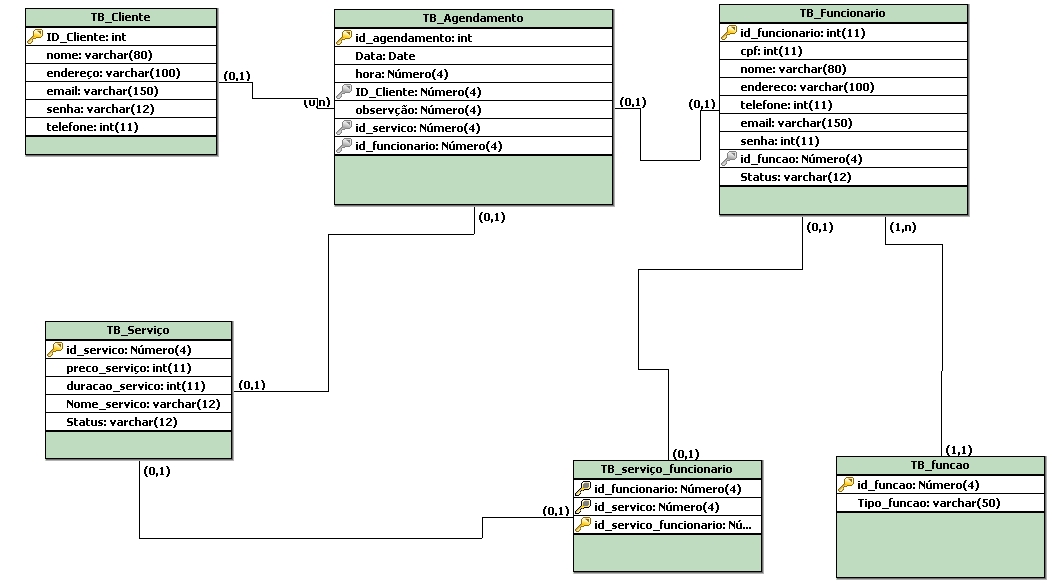 TB_Cliente
ID_Cliente: int
nome: varchar(80)
endereço: varchar(100)
email: varchar(150)
senha: varchar(12)
telefone: int(11)
(0,1)
(0,n)
TB_Agendamento
id_agendamento: int
Data: Date
hora: Número(4)
ID_Cliente: Número(4)
observção: Número(4)
id_servico: Número(4)
id_funcionario: Número(4)
(0,1)
(0,1)
(0,1)
TB_Funcionario
id_funcionario: int(11)
cpf: int(11)
nome: varchar(80)
endereco: varchar(100)
telefone: int(11)
email: varchar(150)
senha: int(11)
id_funcao: Número(4)
Status: varchar(12)
(0,1)
(1,n)
TB_Serviço
id_servico: Número(4)
preco_serviço: int(11)
duracao_servico: int(11)
Nome_servico: varchar(12)
Status: varchar(12)
(0,1)
(0,1)
(0,1)
(0,1)
TB_serviço_funcionario
id_funcionario: Número(4)
id_servico: Número(4)
id_servico_funcionario: Nú...
(1,1)
TB_funcao
id_funcao: Número(4)
Tipo_funcao: varchar(50)